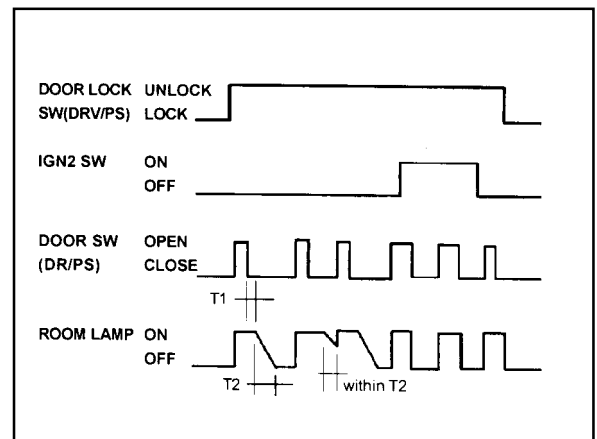 DOOR LOCK UNLOCK
SW(DRV/PS) LOCK
IGN2 SW ON
OFF
DOOR SW OPEN
(DR/PS) CLOSE
T1
ROOM LAMP ON
OFF
T2 within T2